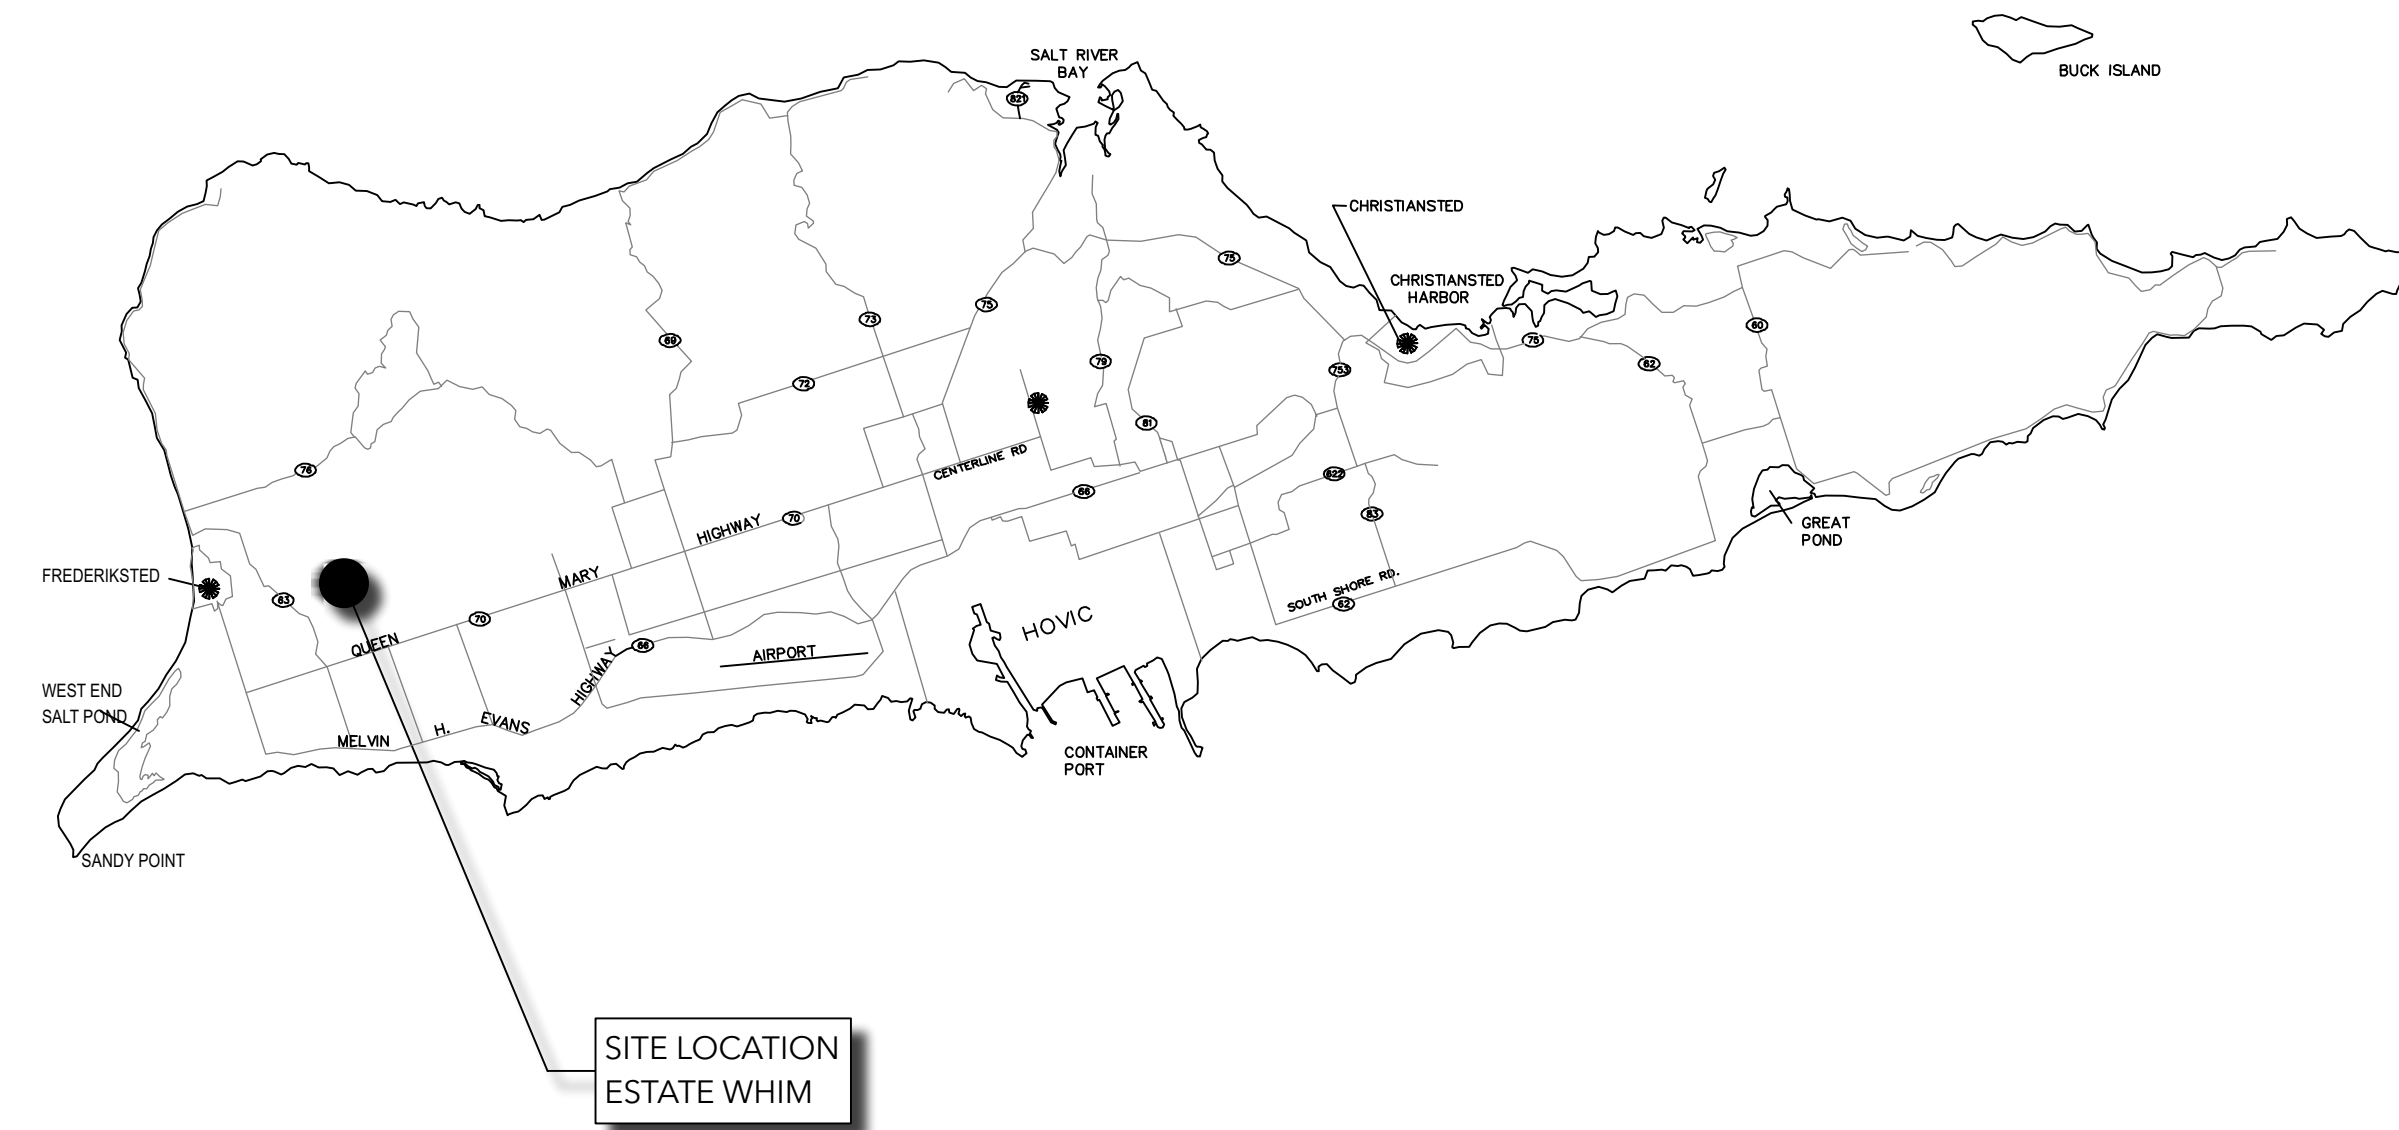 SALT RIVER
BAY
BUCK ISLAND
821
CHRISTIANSTED
75
CHRISTIANSTED
HARBOR
75
73
60
69
75
79
62
753
72
81
CENTERLINE RD
76
622
66
HIGHWAY 70
83
GREAT
POND
FREDERIKSTED
MARY
63
SOUTH SHORE RD.
62
HOVIC
70
QUEEN
66
AIRPORT
HIGHWAY
WEST END
SALT POND
EVANS
H.
MELVIN
CONTAINER
PORT
SANDY POINT
SITE LOCATION
ESTATE WHIM